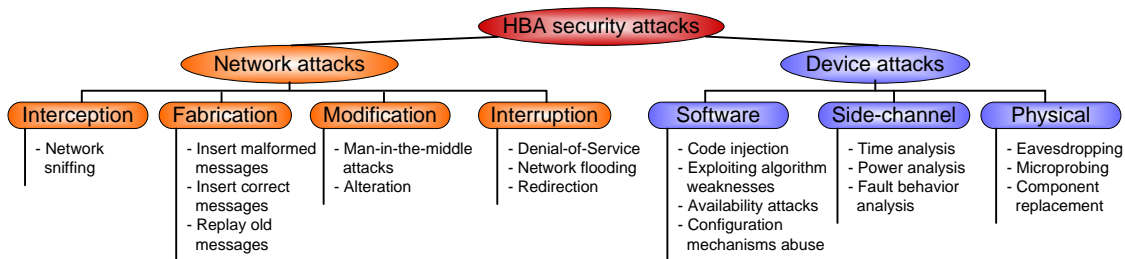 HBA security attacks
Network attacks
Device attacks
Interception
Fabrication
Modification
Interruption
Software
Side-channel
Physical
- Network
sniffing
- Insert malformed
messages
- Insert correct
messages
- Replay old
messages
- Man-in-the-middle
attacks
- Alteration
- Denial-of-Service
- Network flooding
- Redirection
- Code injection
- Exploiting algorithm
weaknesses
- Availability attacks
- Configuration
mechanisms abuse
- Time analysis
- Power analysis
- Fault behavior
analysis
- Eavesdropping
- Microprobing
- Component
replacement